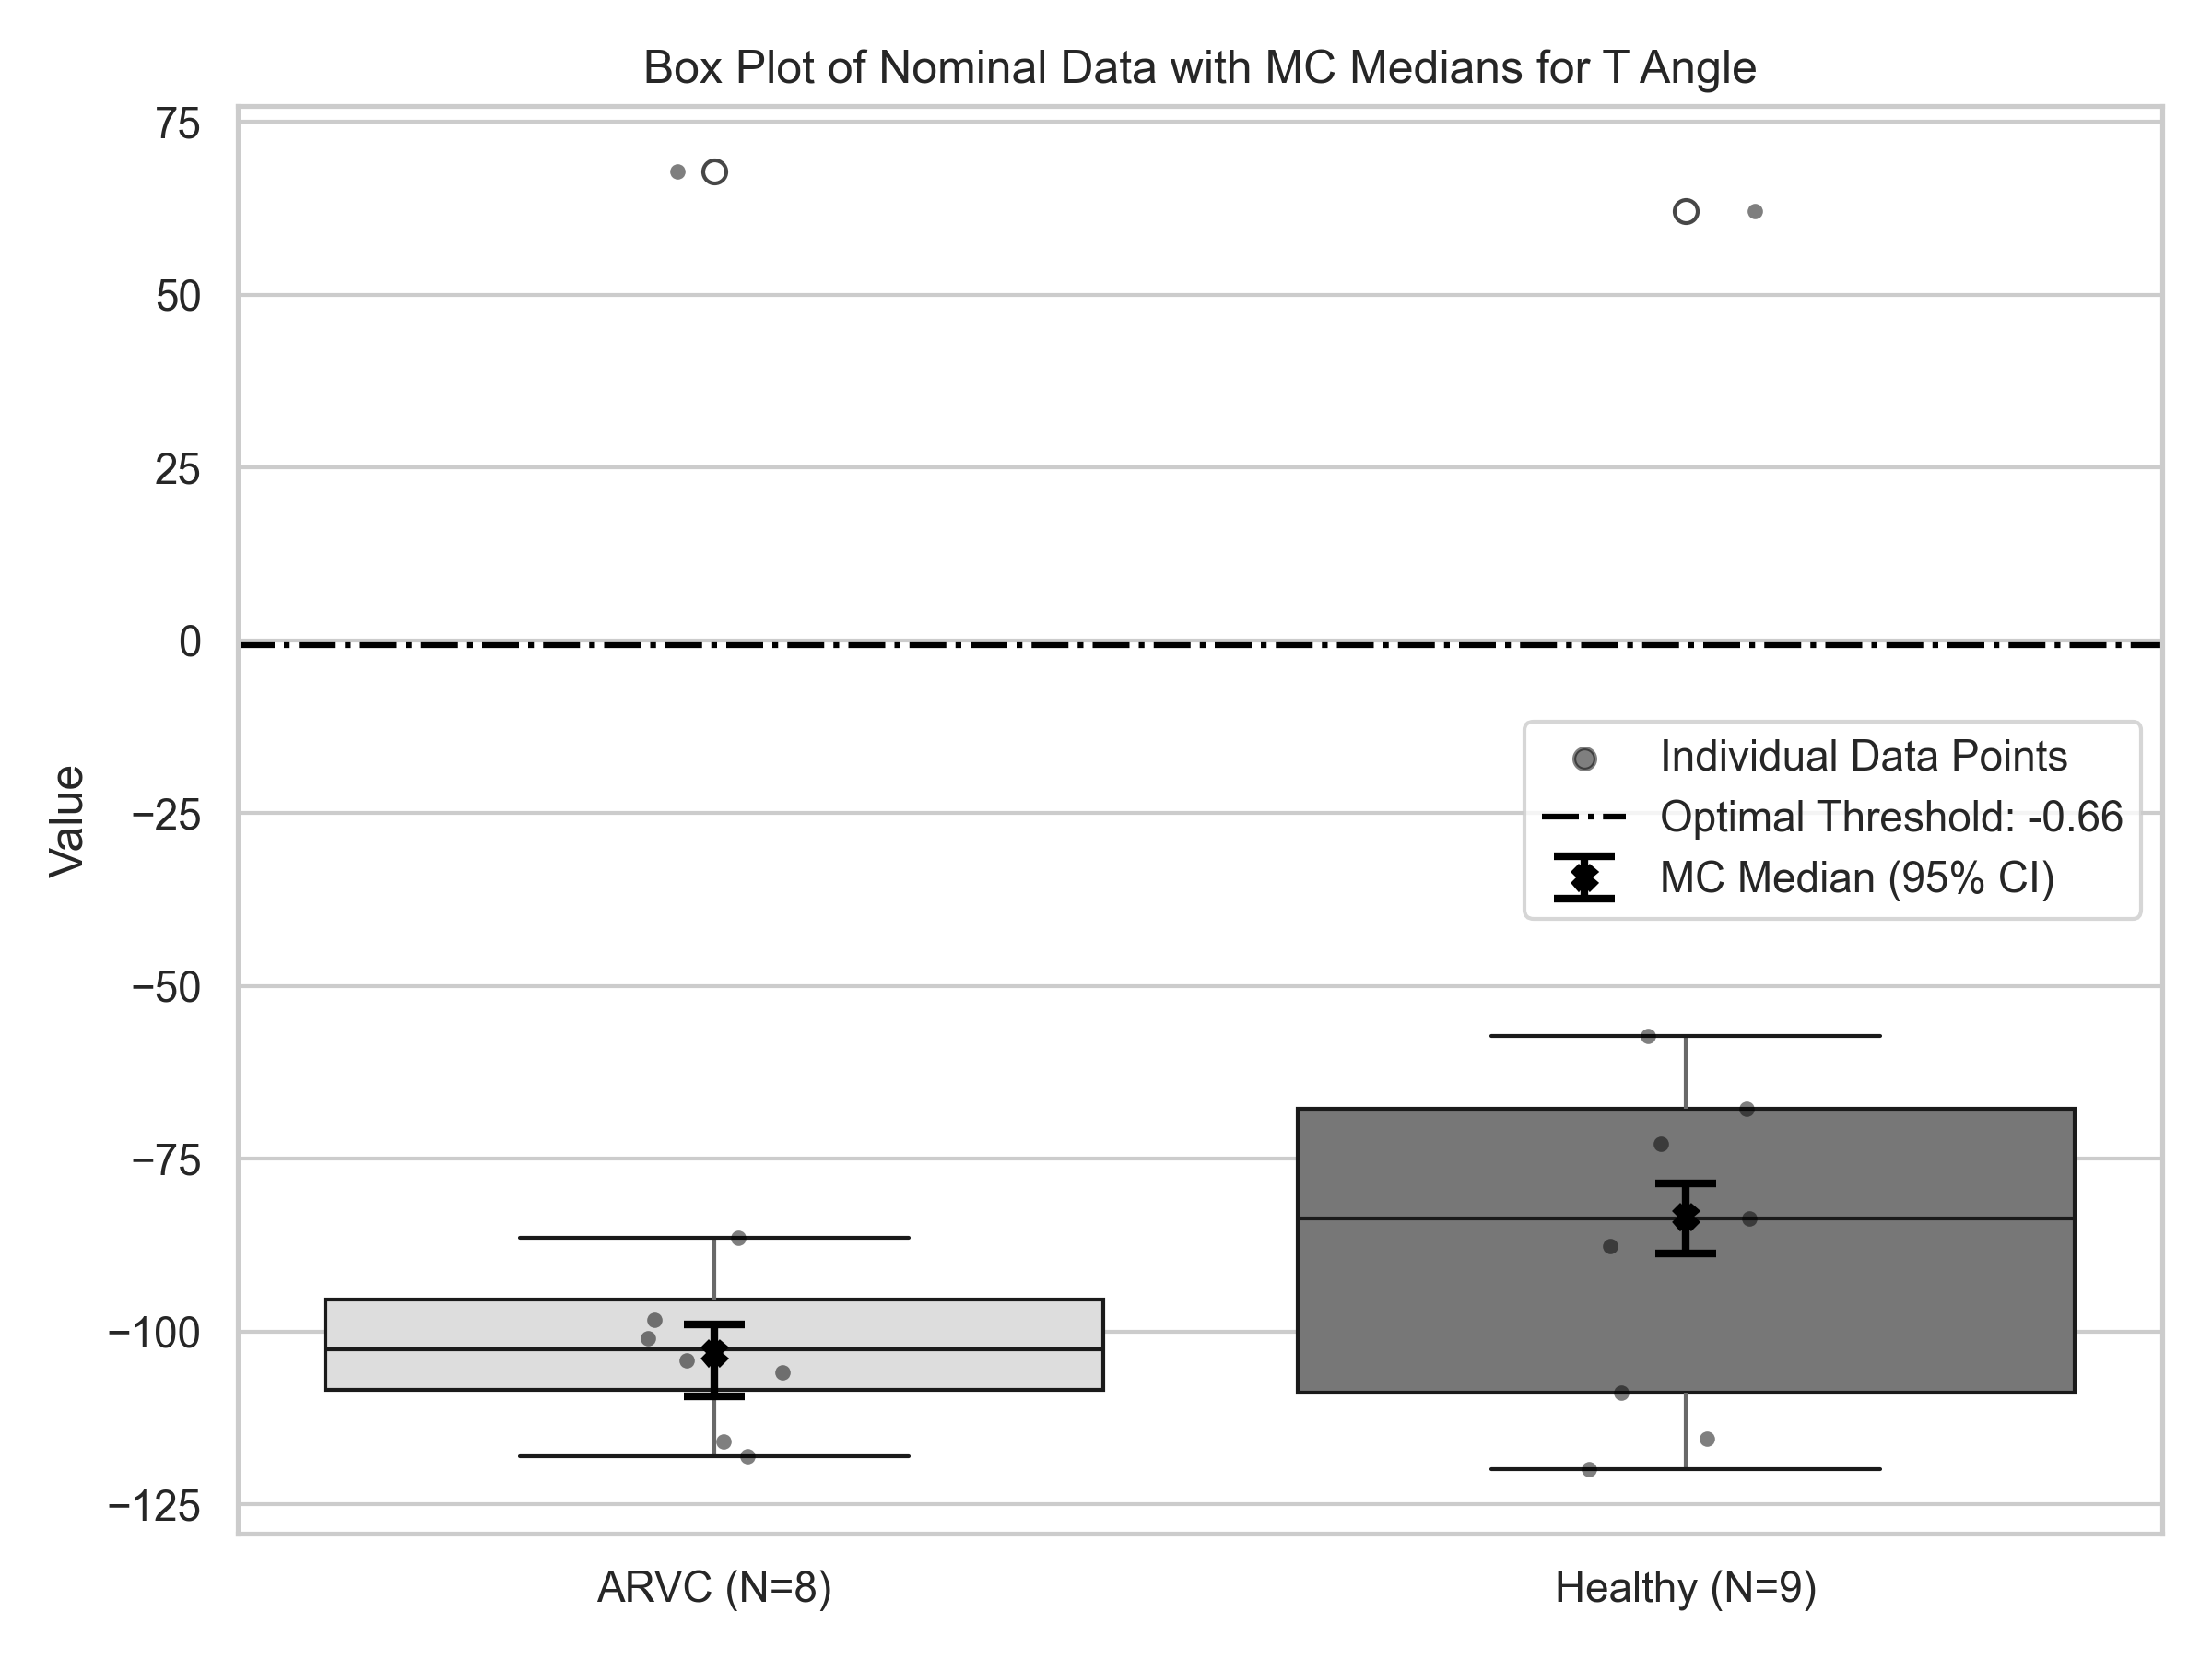 Box Plot of Nominal Data with MC Medians for T Angle
75
50
25
0
−25
−50
−75
−100
−125
Value
Individual Data Points
Optimal Threshold: -0.66
MC Median (95% CI)
ARVC (N=8)
Healthy (N=9)